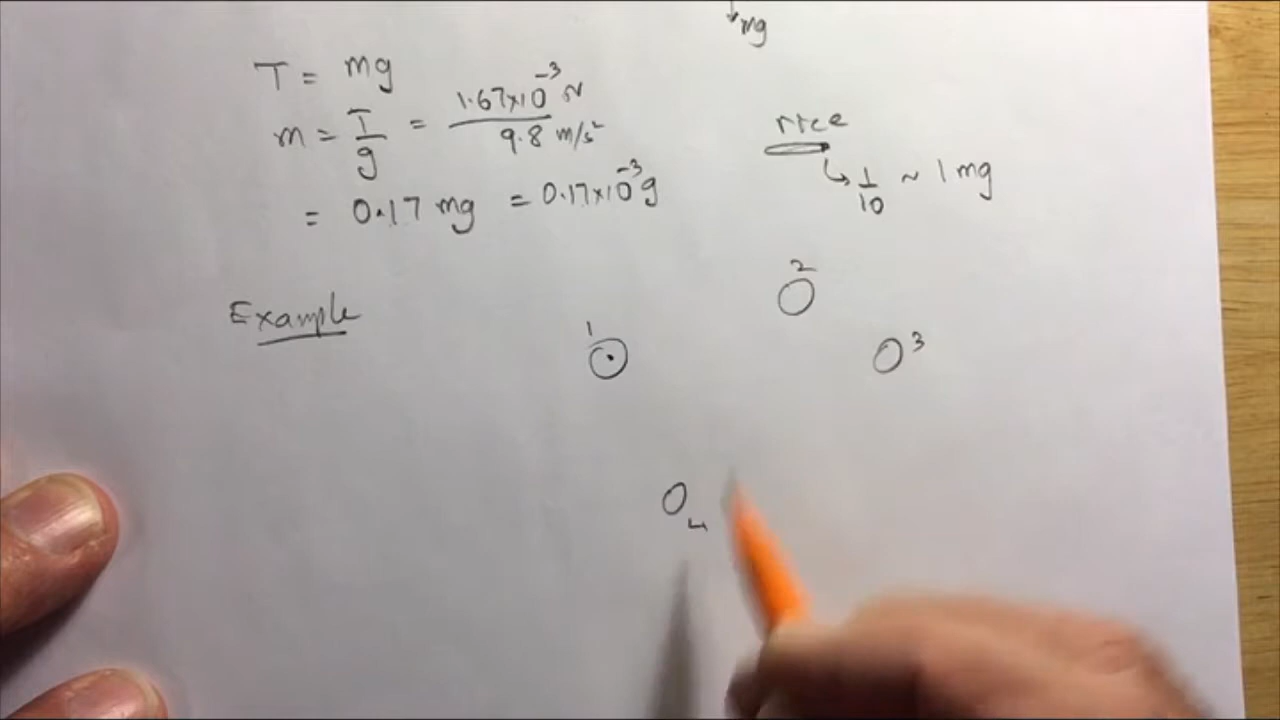 mg
T = mg
m = T/g = 1.67×10⁻³ N / 9.8 m/s²
= 0.17 mg = 0.17×10⁻³ g
rice
1/10 ~ 1 mg
Example
1
2
3
4